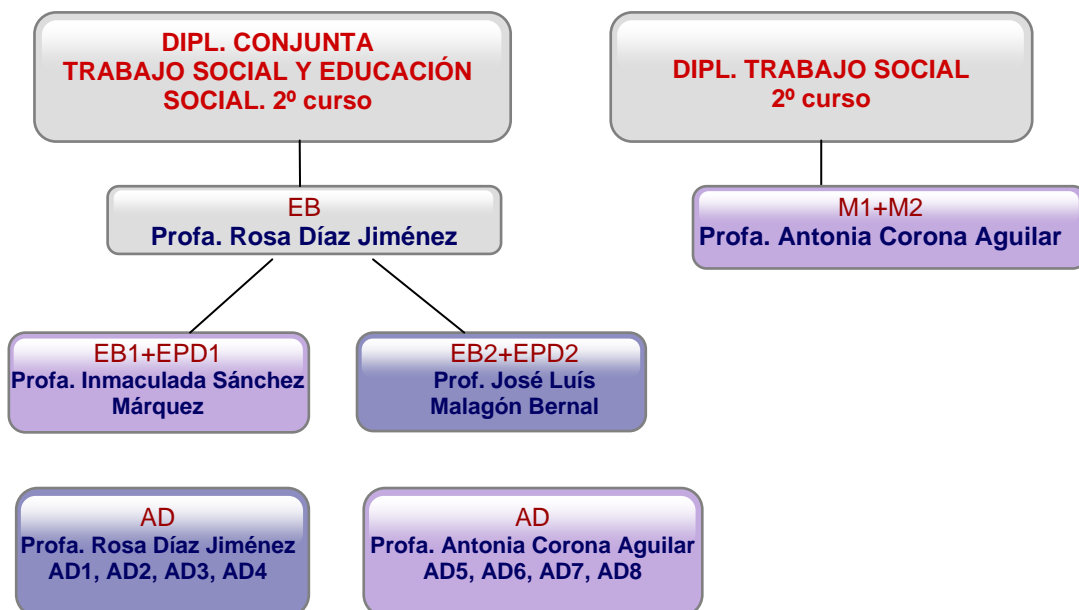 DIPL. CONJUNTA
TRABAJO SOCIAL Y EDUCACIÓN
SOCIAL. 2º curso
DIPL. TRABAJO SOCIAL
2º curso
EB
Profa. Rosa Díaz Jiménez
M1+M2
Profa. Antonia Corona Aguilar
EB1+EPD1
Profa. Inmaculada Sánchez
Márquez
EB2+EPD2
Prof. José Luís
Malagón Bernal
AD
Profa. Rosa Díaz Jiménez
AD1, AD2, AD3, AD4
AD
Profa. Antonia Corona Aguilar
AD5, AD6, AD7, AD8